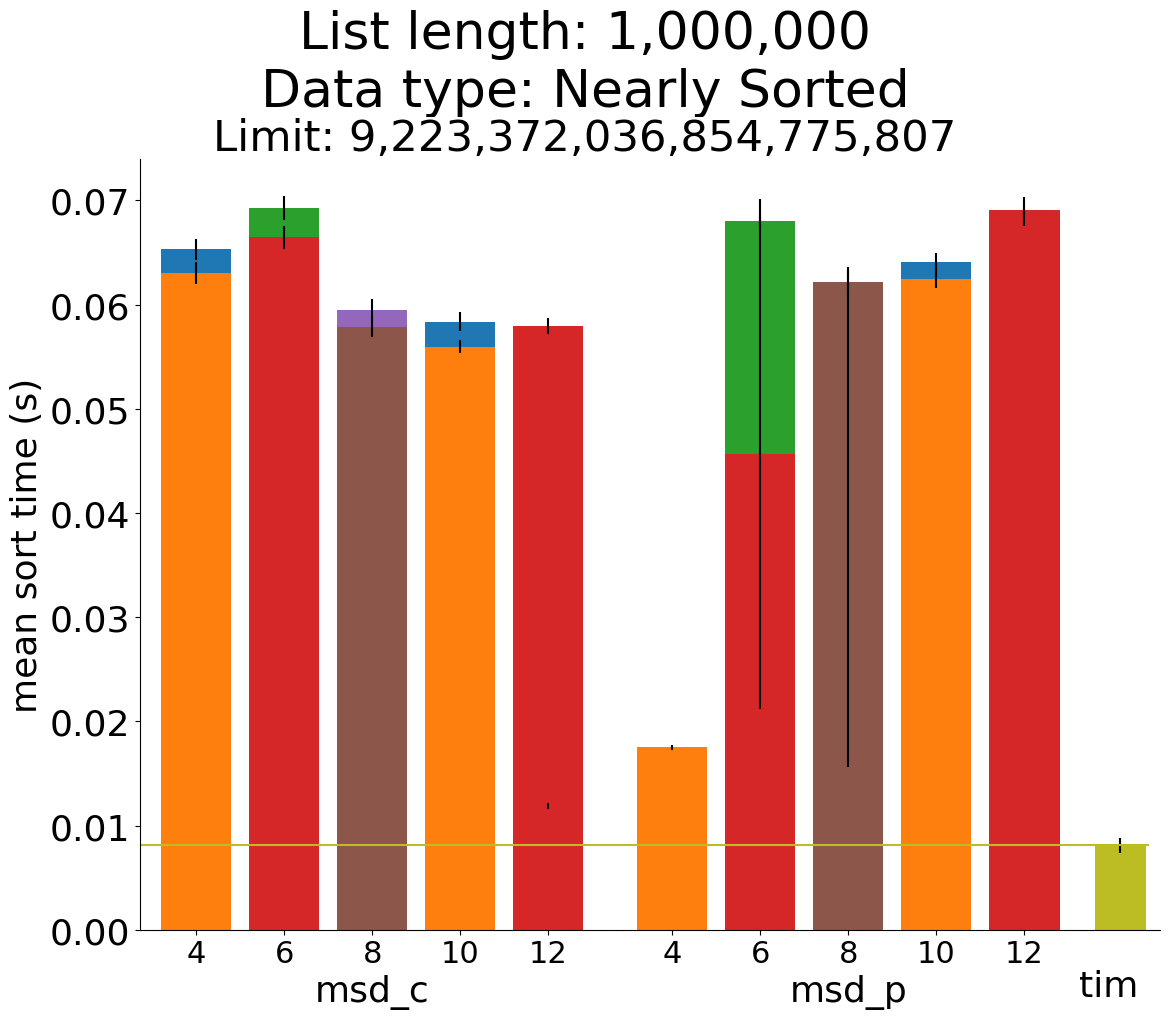 List length: 1,000,000
Data type: Nearly Sorted
Limit: 9,223,372,036,854,775,807
mean sort time (s)
0.07
0.06
0.05
0.04
0.03
0.02
0.01
0.00
4 6 8 10 12 4 6 8 10 12
msd_c msd_p tim